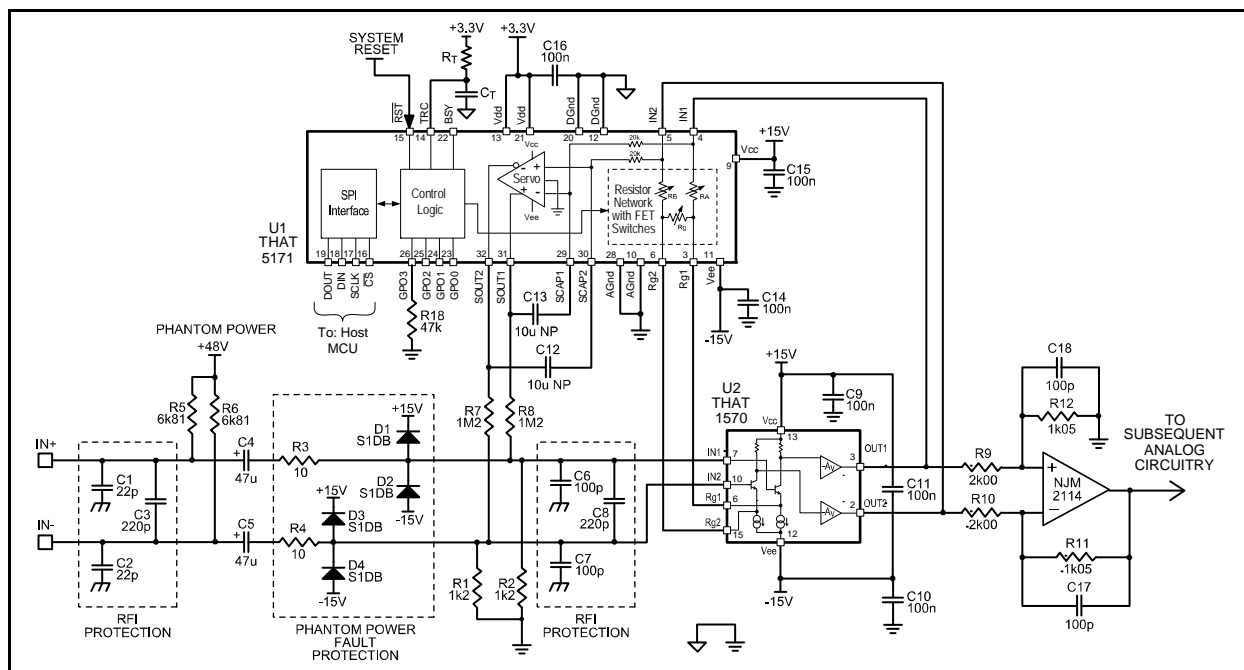 SYSTEM
RESET
+3.3V
RT
CT
+3.3V
C16
100n
RST
TRC
BSY
Vdd
Vdd
DGnd
DGnd
IN2
IN1
15
14
22
13
21
20
12
5
4
+15V
Vcc
9
C15
100n
20k
20k
Vcc
Servo
Vee
SPI
Interface
Control
Logic
RB
RA
Rg
Resistor
Network
with FET
Switches
U1
THAT
5171
19
18
17
16
26
25
24
23
32
31
29
30
28
10
6
3
11
DOUT
DIN
SCLK
CS
GPO3
GPO2
GPO1
GPO0
SOUT2
SOUT1
SCAP1
SCAP2
AGnd
AGnd
Rg2
Rg1
Vee
To: Host
MCU
R18
47k
C13
10u NP
C12
10u NP
C14
100n
-15V
PHANTOM POWER
+48V
R5
6k81
R6
6k81
R7
1M2
R8
1M2
+15V
D1
S1DB
D2
S1DB
-15V
+15V
D3
S1DB
D4
S1DB
-15V
IN+
IN-
C1
22p
C3
220p
C2
22p
RFI
PROTECTION
+
C4
47u
R3
10
+
C5
47u
R4
10
PHANTOM POWER
FAULT
PROTECTION
R1
1k2
R2
1k2
C6
100p
C8
220p
C7
100p
RFI
PROTECTION
U2
THAT
1570
+15V
C9
100n
Vcc
13
IN1
7
IN2
10
Rg1
6
Rg2
15
-Av
-Av
OUT1
3
OUT2
2
Vee
12
-15V
C11
100n
C10
100n
R9
2k00
R10
2k00
C18
100p
R12
1k05
+
NJM
2114
−
R11
1k05
C17
100p
TO
SUBSEQUENT
ANALOG
CIRCUITRY